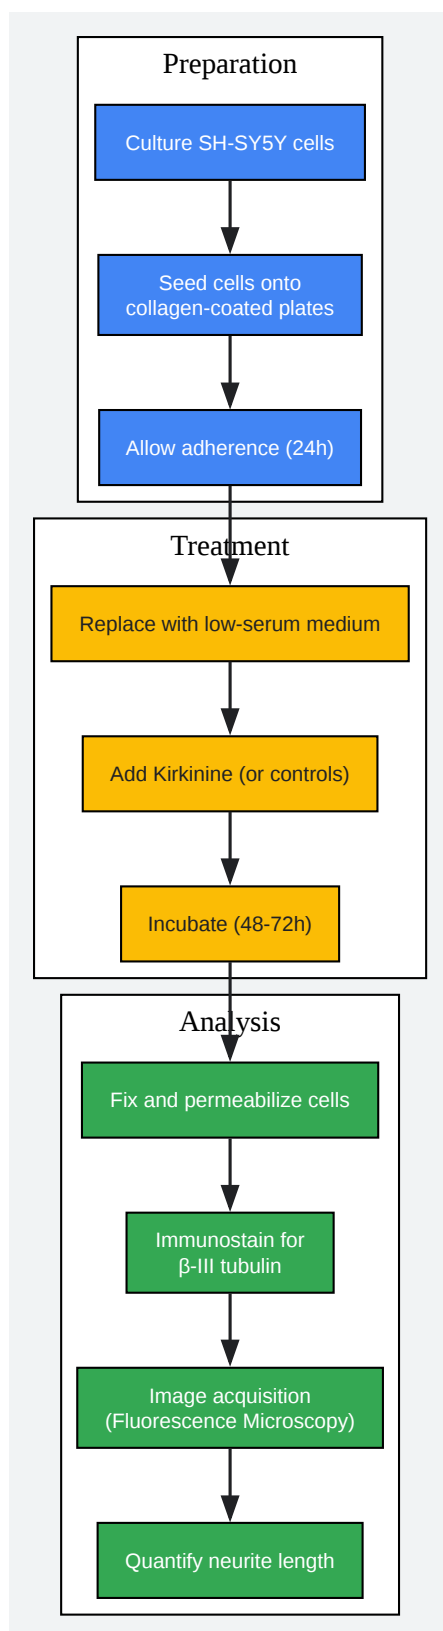 Preparation
Culture SH-SY5Y cells
Seed cells onto
collagen-coated plates
Allow adherence (24h)
Treatment
Replace with low-serum medium
Add Kirkinine (or controls)
Incubate (48-72h)
Analysis
Fix and permeabilize cells
Immunostain for
β-III tubulin
Image acquisition
(Fluorescence Microscopy)
Quantify neurite length